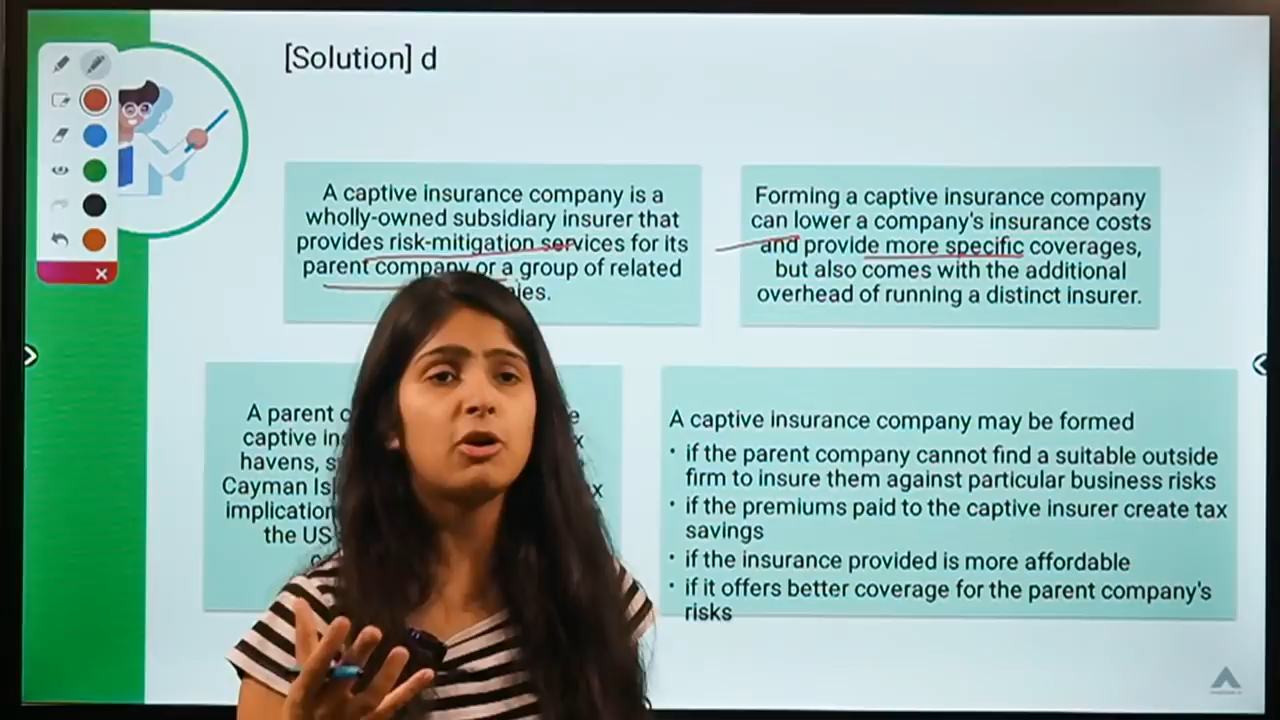 [Solution] d
A captive insurance company is a
wholly-owned subsidiary insurer that
provides risk-mitigation services for its
parent company or a group of related
Forming a captive insurance company
can lower a company's insurance costs
and provide more specific coverages,
but also comes with the additional
overhead of running a distinct insurer.
A parent
captive
havens,
Cayman
the US
A captive insurance company may be formed
• if the parent company cannot find a suitable outside
firm to insure them against particular business risks
• if the premiums paid to the captive insurer create tax
savings
• if the insurance provided is more affordable
• if it offers better coverage for the parent company's
risks